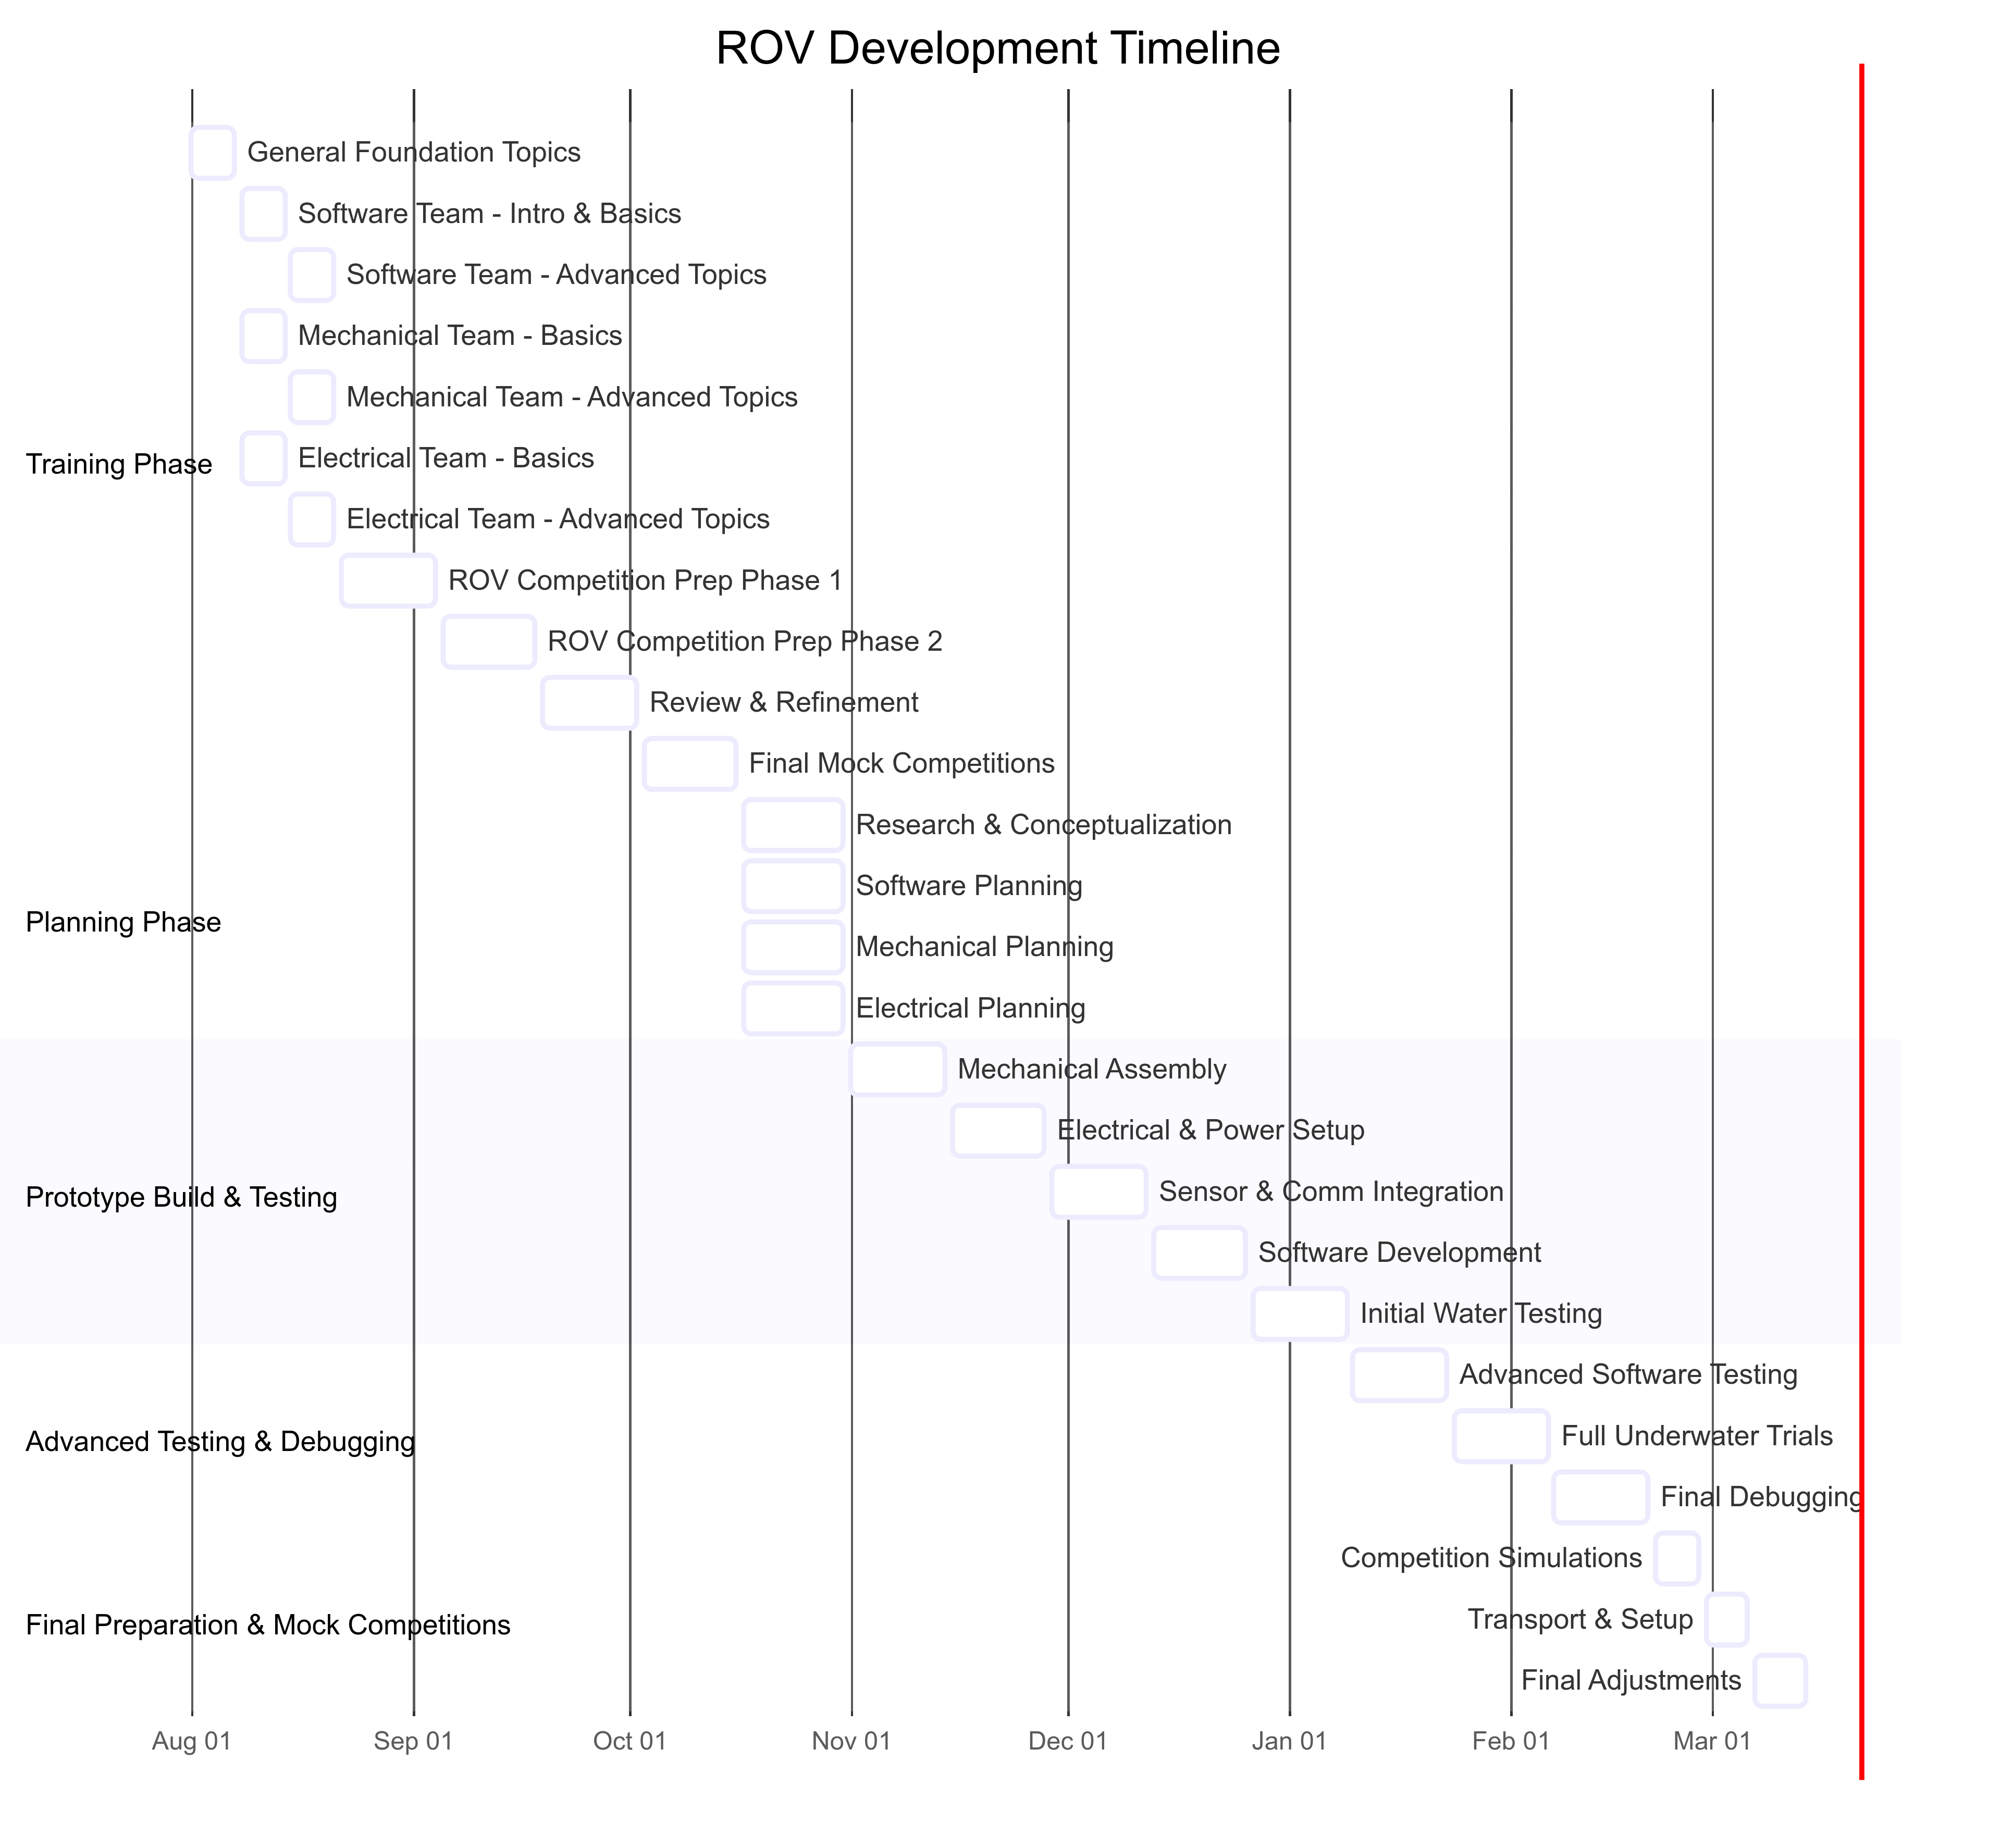 ROV Development Timeline
General Foundation Topics
Software Team - Intro & Basics
Software Team - Advanced Topics
Mechanical Team - Basics
Mechanical Team - Advanced Topics
Training Phase
Electrical Team - Basics
Electrical Team - Advanced Topics
ROV Competition Prep Phase 1
ROV Competition Prep Phase 2
Review & Refinement
Final Mock Competitions
Research & Conceptualization
Software Planning
Planning Phase
Mechanical Planning
Electrical Planning
Mechanical Assembly
Electrical & Power Setup
Prototype Build & Testing
Sensor & Comm Integration
Software Development
Initial Water Testing
Advanced Software Testing
Advanced Testing & Debugging
Full Underwater Trials
Final Debugging
Competition Simulations
Final Preparation & Mock Competitions
Transport & Setup
Final Adjustments
Aug 01
Sep 01
Oct 01
Nov 01
Dec 01
Jan 01
Feb 01
Mar 01